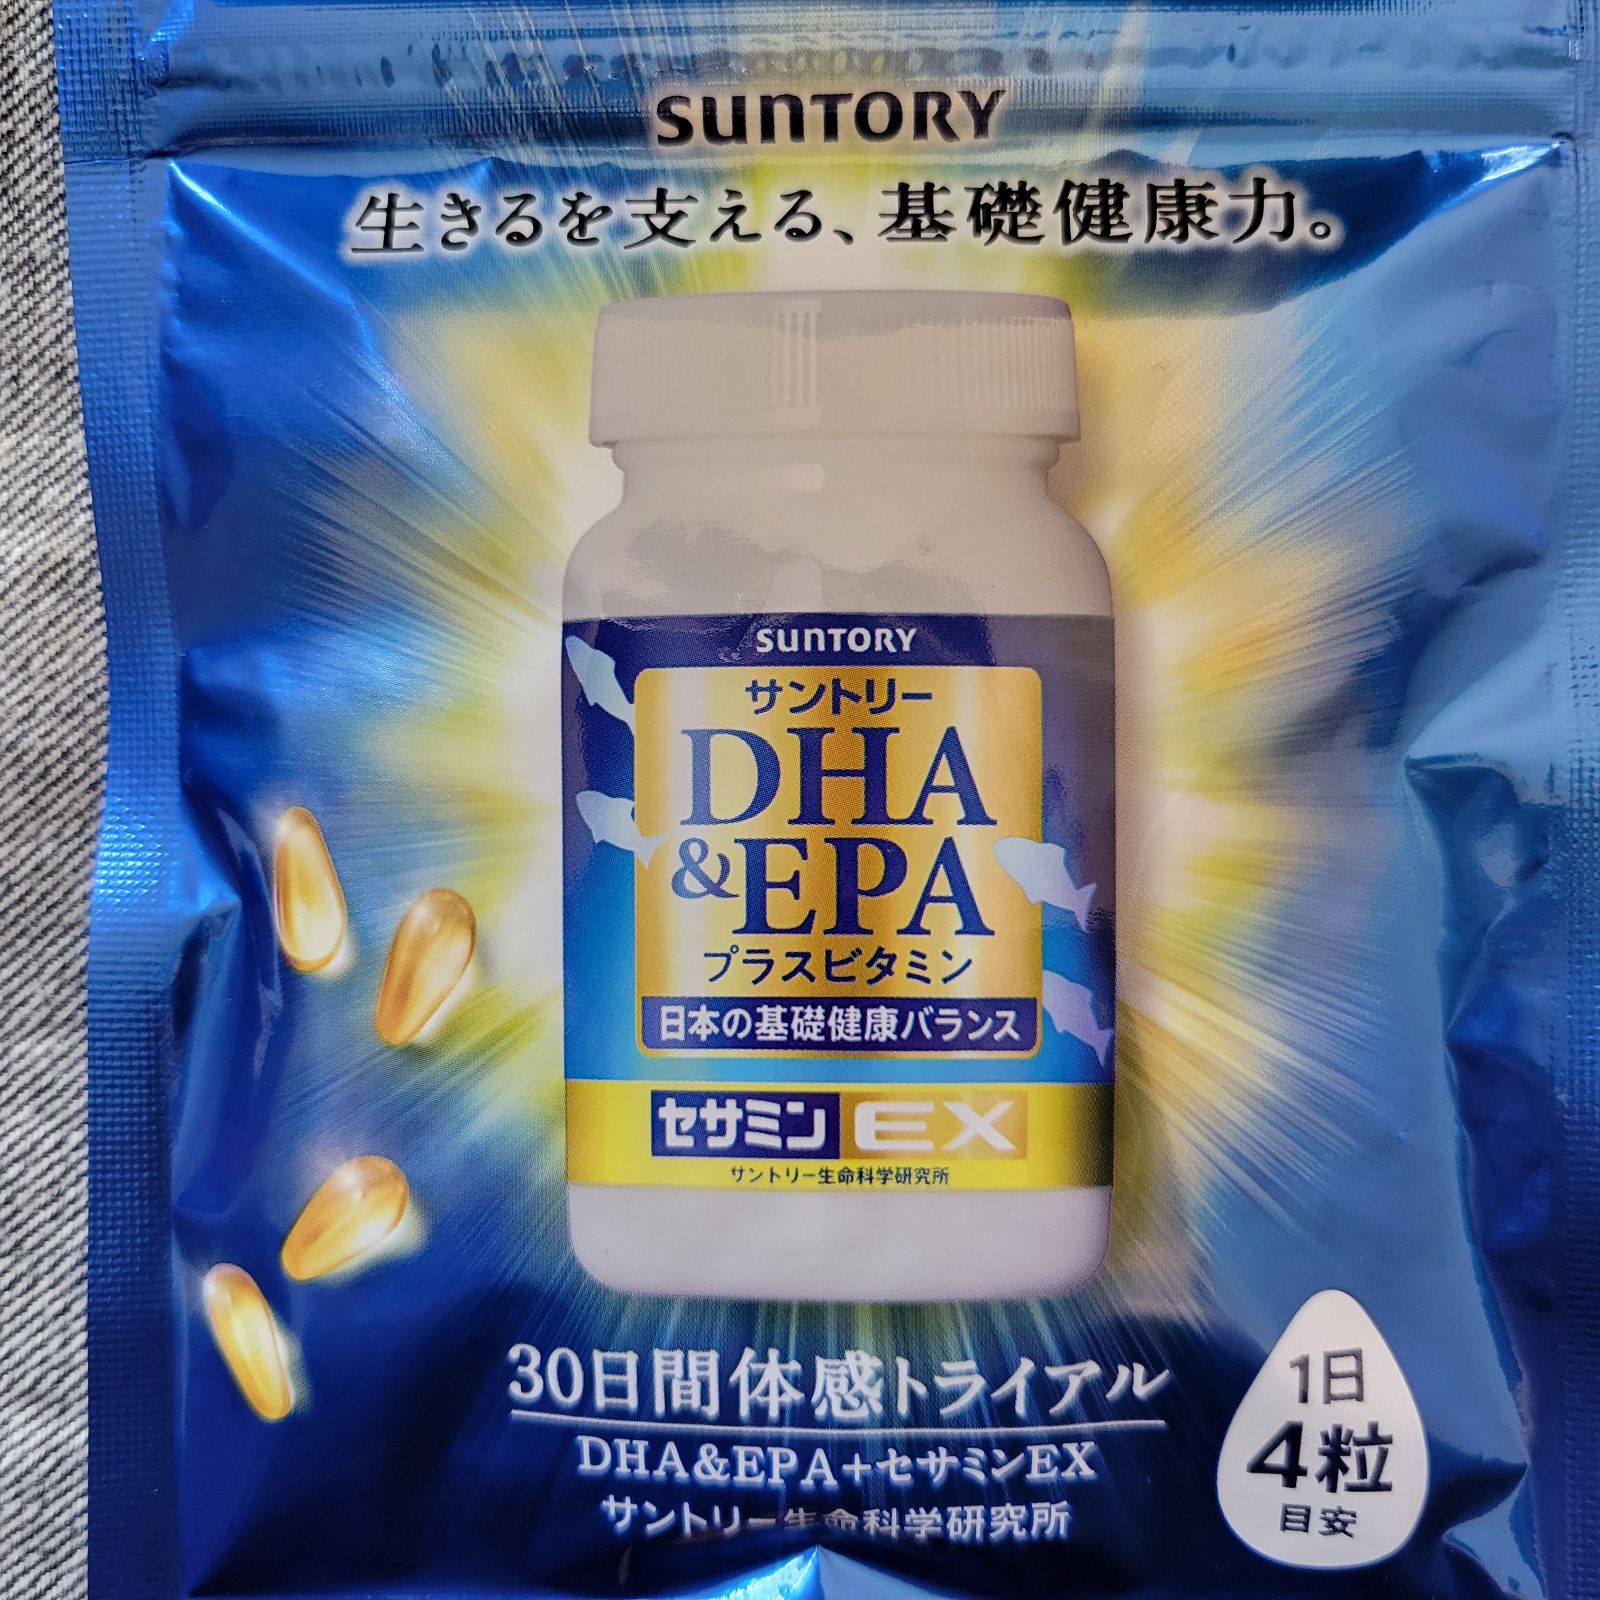 SUNTORY
生きるを支える、基礎健康力。
SUNTORY
サントリー
DHA
&EPA
プラスビタミン
日本の基礎健康バランス
セサミンEX
サントリー生命科学研究所
30日間体感トライアル
DHA&EPA+セサミンEX
サントリー生命科学研究所
1日
4粒
目安